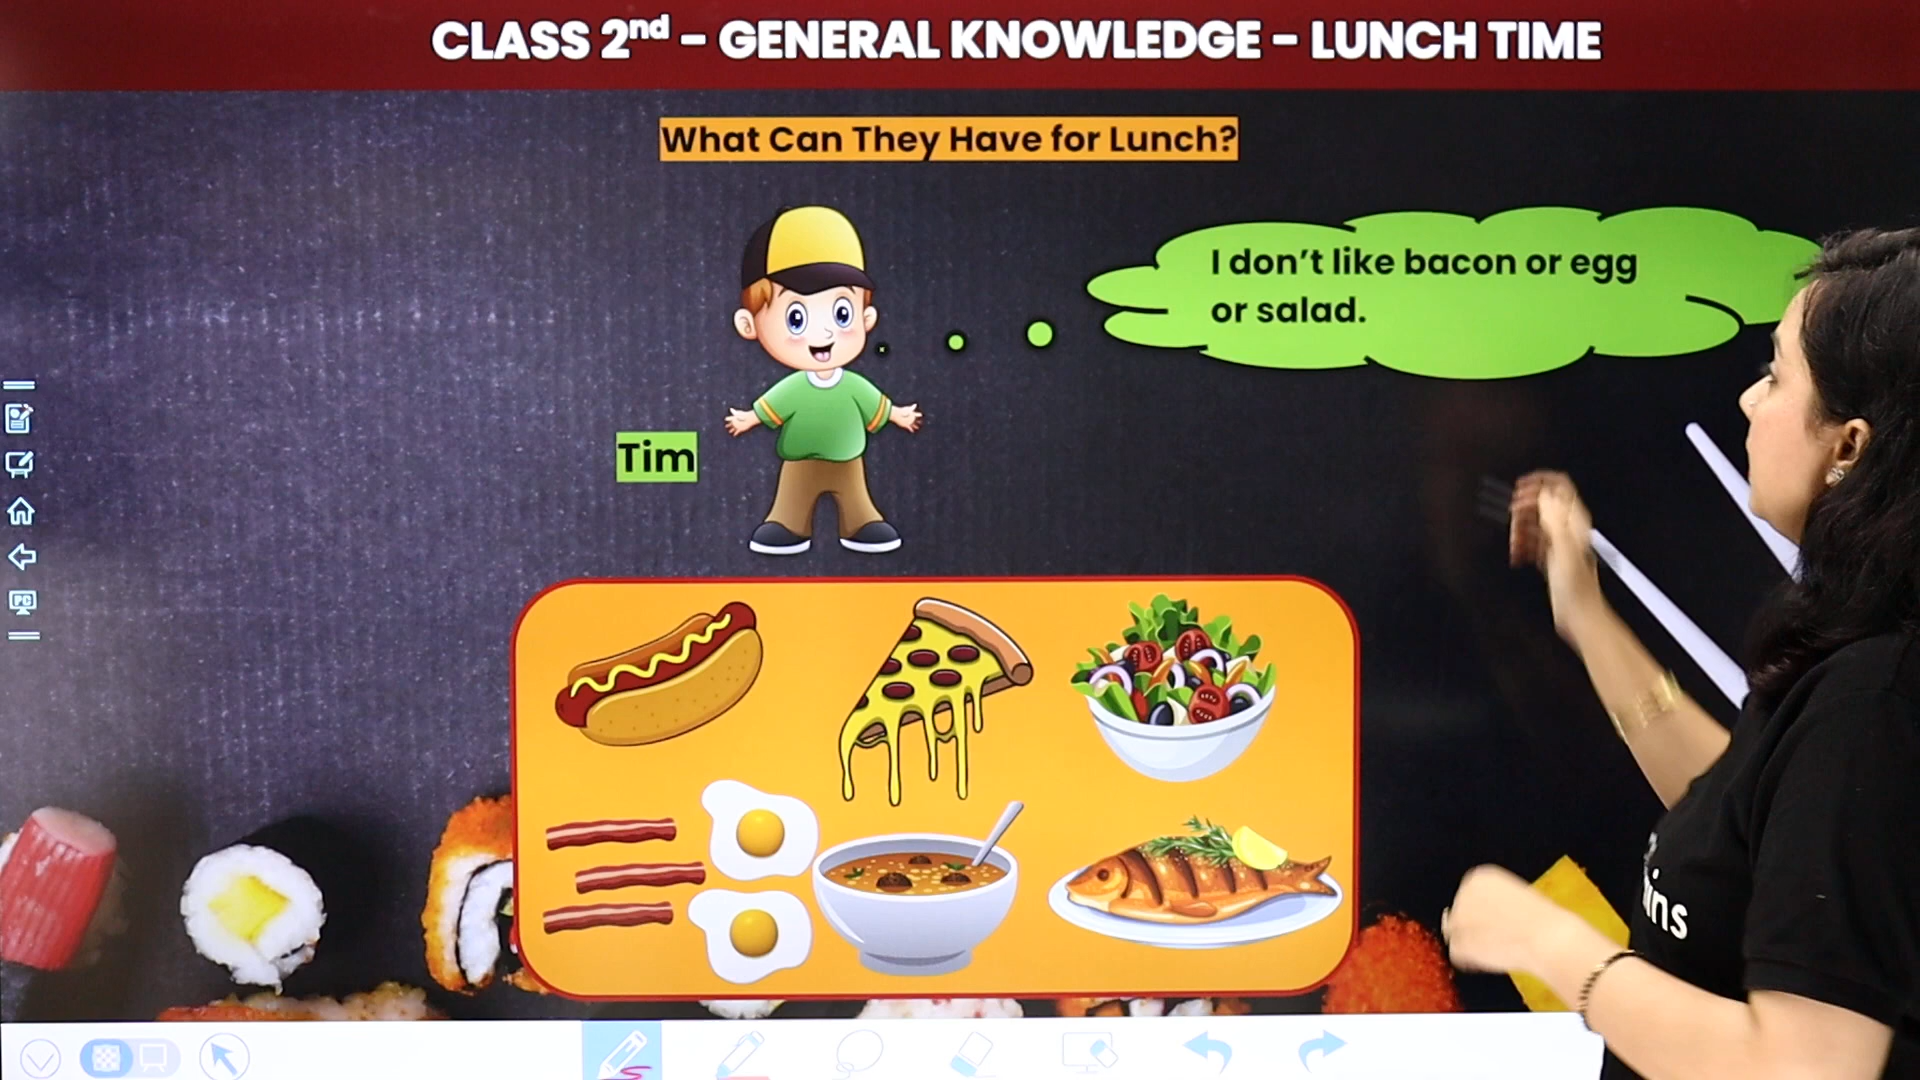 CLASS 2nd - GENERAL KNOWLEDGE - LUNCH TIME
What Can They Have for Lunch?
I don't like bacon or egg
or salad.
Tim
PC